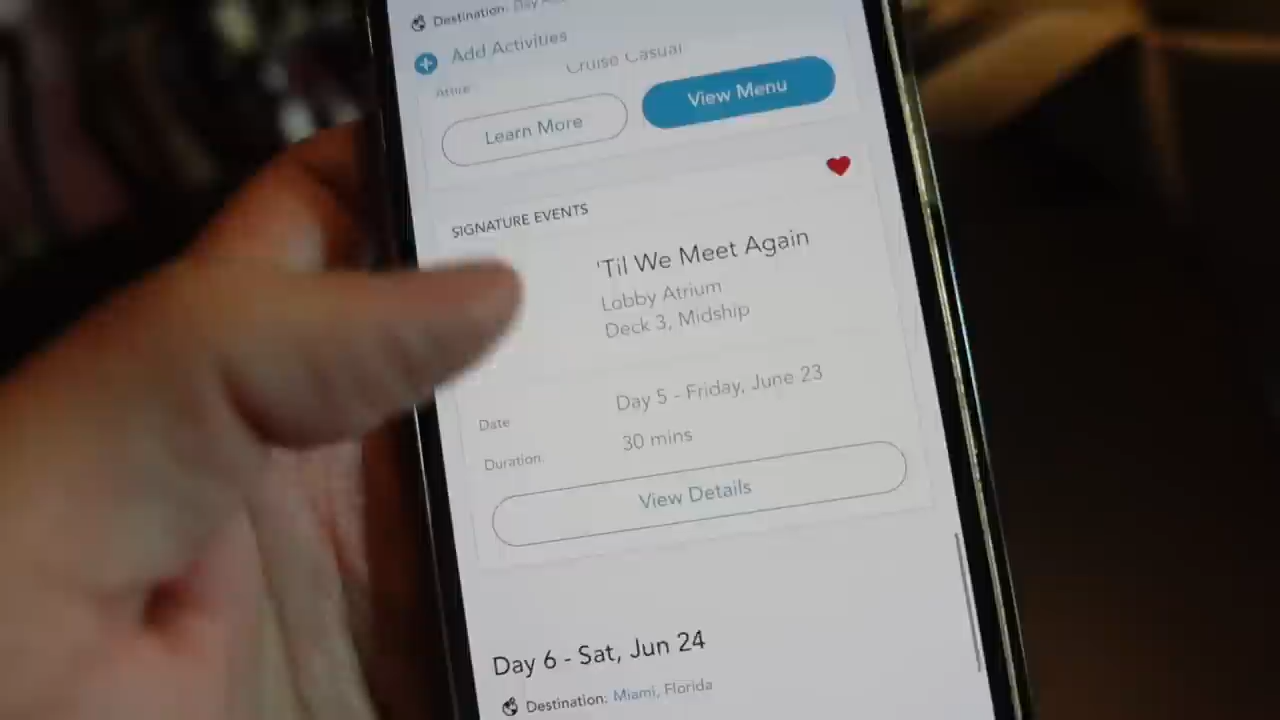 Destination: Day
Add Activities
Cruise Casual
Attire
Learn More
View Menu
SIGNATURE EVENTS
'Til We Meet Again
Lobby Atrium
Deck 3, Midship
Date
Day 5 - Friday, June 23
Duration:
30 mins
View Details
Day 6 - Sat, Jun 24
Destination: Miami, Florida